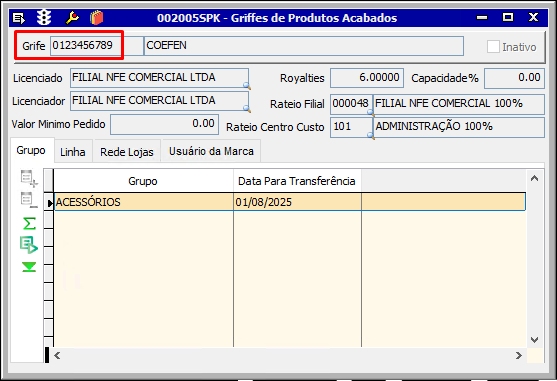 002005SPK - Griffes de Produtos Acabados
Grife 0123456789 COEFEN Inativo
Licenciado FILIAL NFE COMERCIAL LTDA Royalties 6.00000 Capacidade% 0.00
Licenciador FILIAL NFE COMERCIAL LTDA Rateio Filial 000048 FILIAL NFE COMERCIAL 100%
Valor Minimo Pedido 0.00 Rateio Centro Custo 101 ADMINISTRAÇÃO 100%
Grupo Linha Rede Lojas Usuário da Marca
Grupo Data Para Transferência
ACESSÓRIOS 01/08/2025